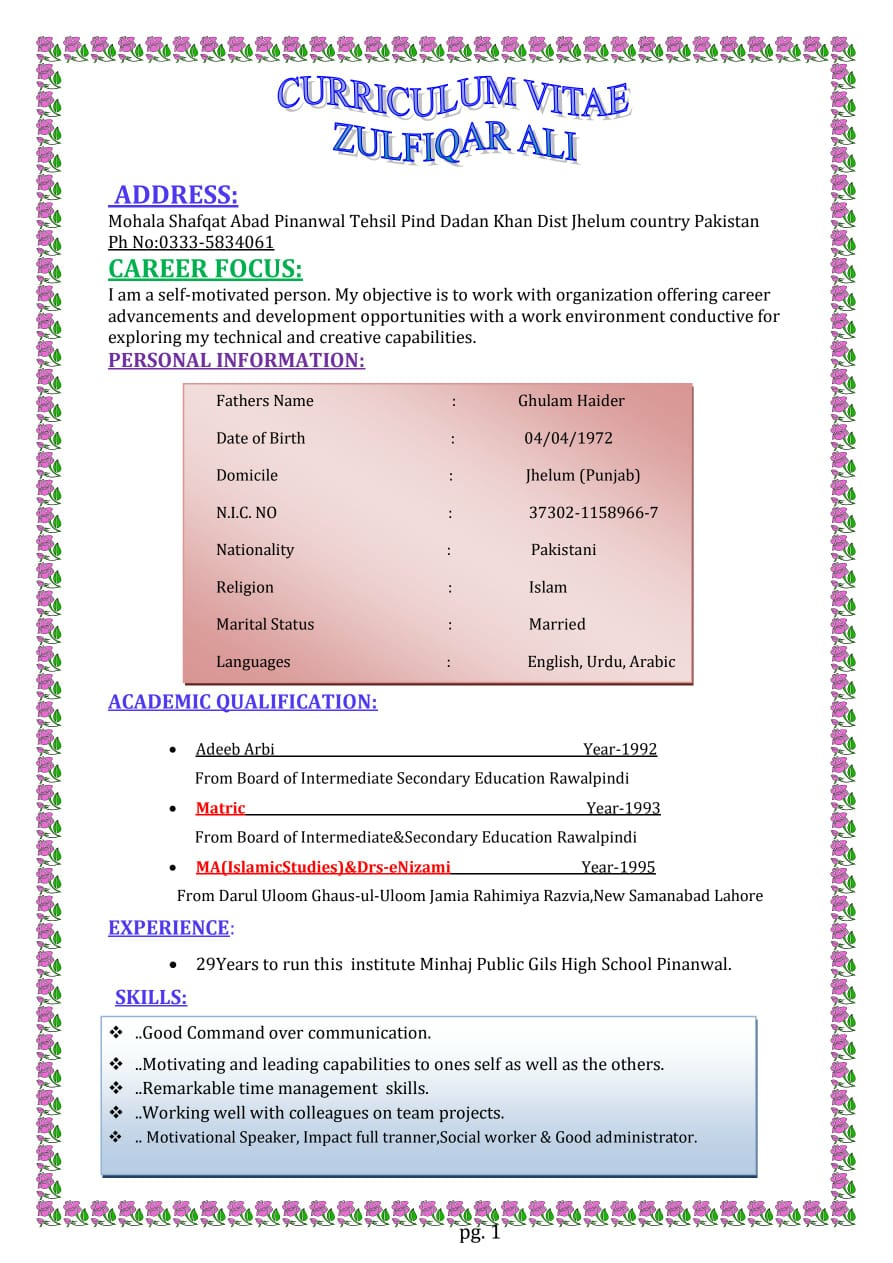 CURRICULUM VITAE
ZULFIQAR ALI
ADDRESS:
Mohala Shafqat Abad Pinanwal Tehsil Pind Dadan Khan Dist Jhelum country Pakistan
Ph No:0333-5834061
CAREER FOCUS:
I am a self-motivated person. My objective is to work with organization offering career
advancements and development opportunities with a work environment conductive for
exploring my technical and creative capabilities.
PERSONAL INFORMATION:
Fathers Name : Ghulam Haider
Date of Birth : 04/04/1972
Domicile : Jhelum (Punjab)
N.I.C. NO : 37302-1158966-7
Nationality : Pakistani
Religion : Islam
Marital Status : Married
Languages : English, Urdu, Arabic
ACADEMIC QUALIFICATION:
• Adeeb Arbi Year-1992
From Board of Intermediate Secondary Education Rawalpindi
• Matric Year-1993
From Board of Intermediate&Secondary Education Rawalpindi
• MA(IslamicStudies)&Drs-eNizami Year-1995
From Darul Uloom Ghaus-ul-Uloom Jamia Rahimiya Razvia,New Samanabad Lahore
EXPERIENCE:
• 29Years to run this institute Minhaj Public Gils High School Pinanwal.
SKILLS:
❖ ..Good Command over communication.
❖ ..Motivating and leading capabilities to ones self as well as the others.
❖ ..Remarkable time management skills.
❖ ..Working well with colleagues on team projects.
❖ .. Motivational Speaker, Impact full tranner,Social worker & Good administrator.
pg. 1